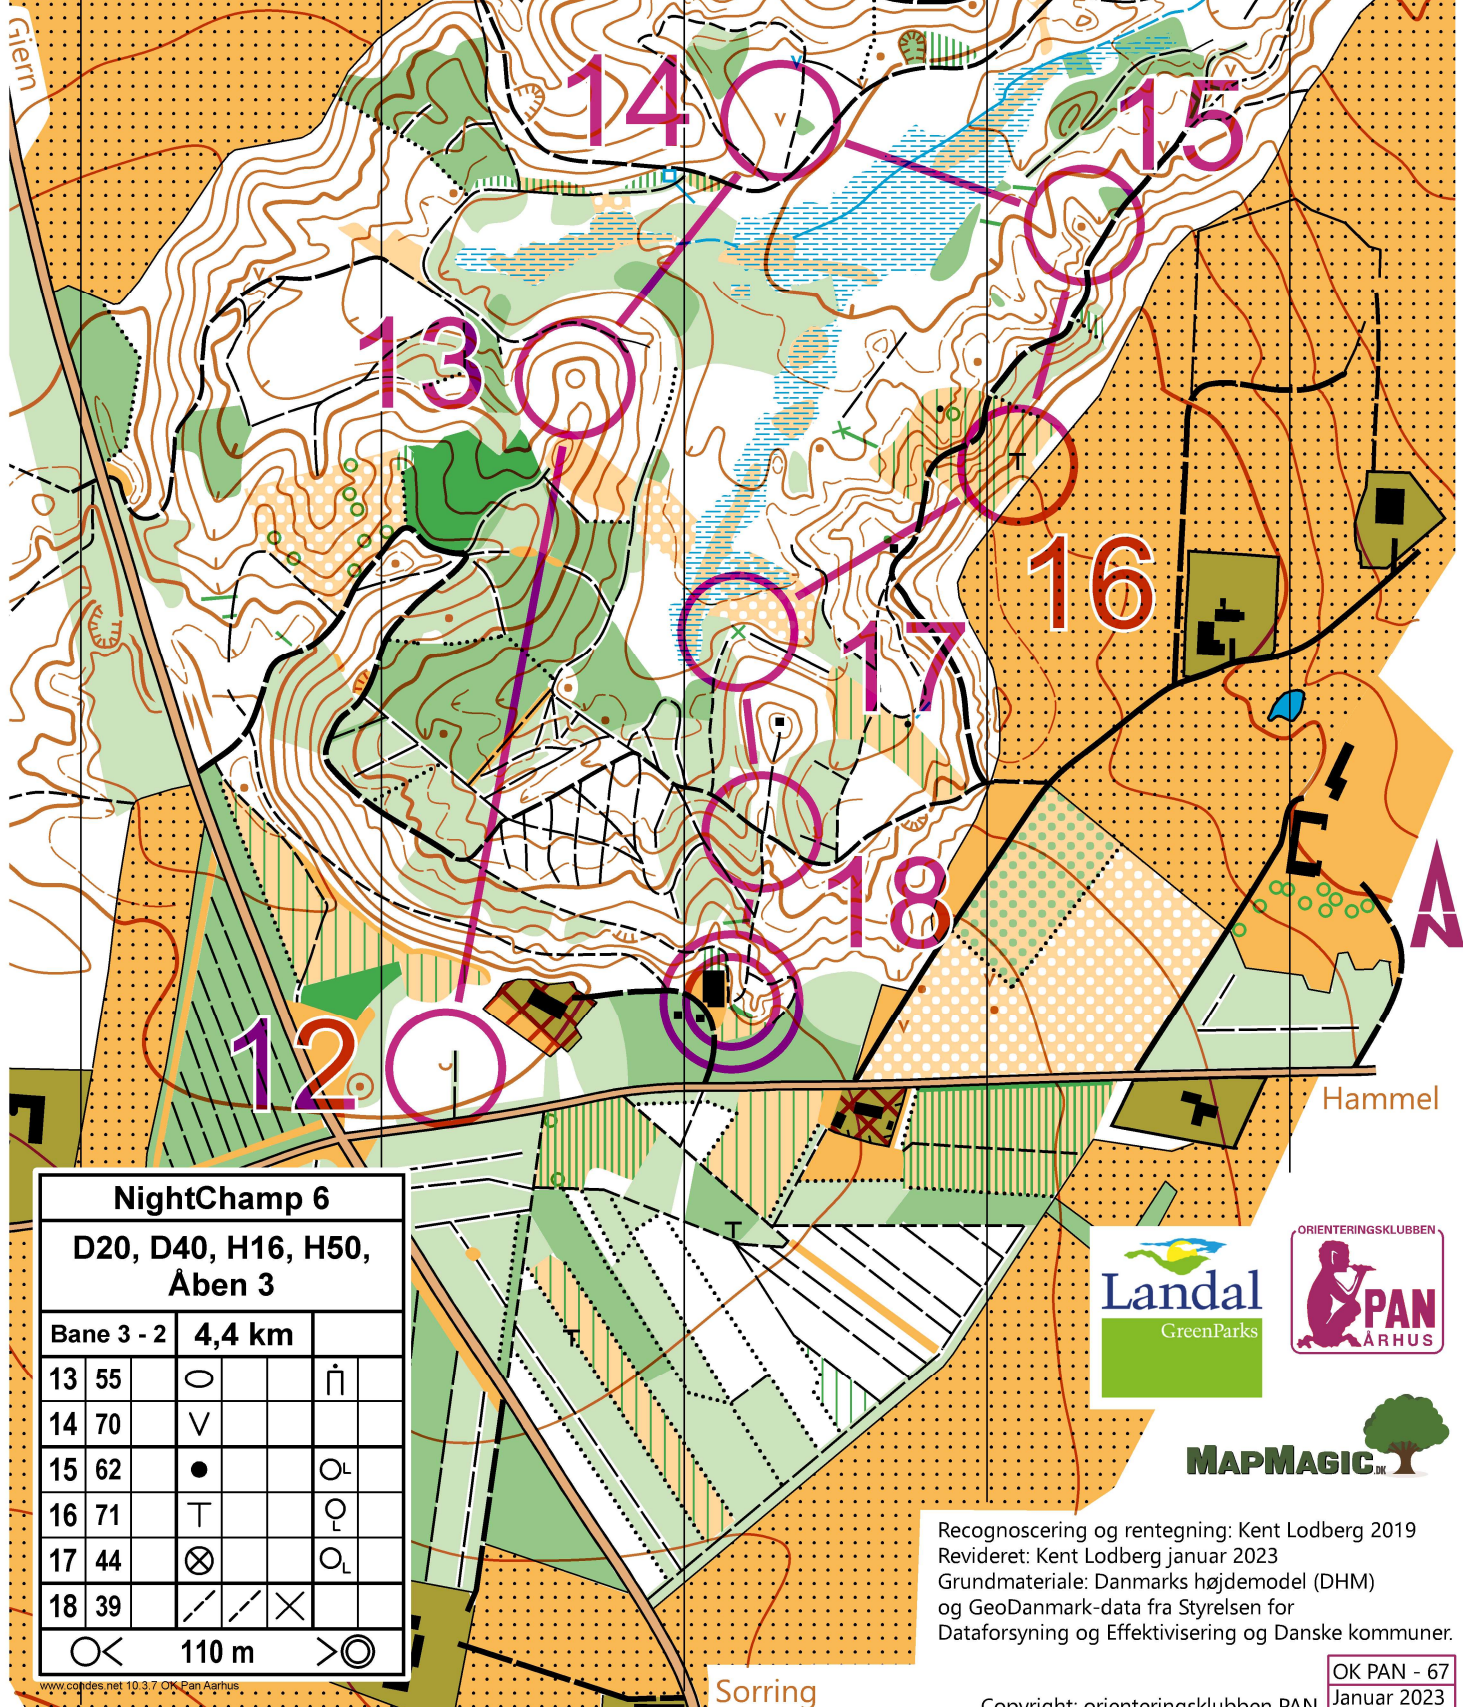 Gjern
14
15
13
16
17
18
12
Hammel
NightChamp 6
D20, D40, H16, H50,
Åben 3
Bane 3 - 2 4,4 km
13 55
14 70
15 62
16 71
17 44
18 39
110 m
www.condes.net 10.3.7 OK Pan Aarhus
Landal
GreenParks
ORIENTERINGSKLUBBEN
PAN
ÅRHUS
MAPMAGIC.DK
Recognoscering og rentegning: Kent Lodberg 2019
Revideret: Kent Lodberg januar 2023
Grundmateriale: Danmarks højdemodel (DHM)
og GeoDanmark-data fra Styrelsen for
Dataforsyning og Effektivisering og Danske kommuner.
Sorring
OK PAN - 67
Januar 2023
Copyright: orienteringsklubben PAN
N